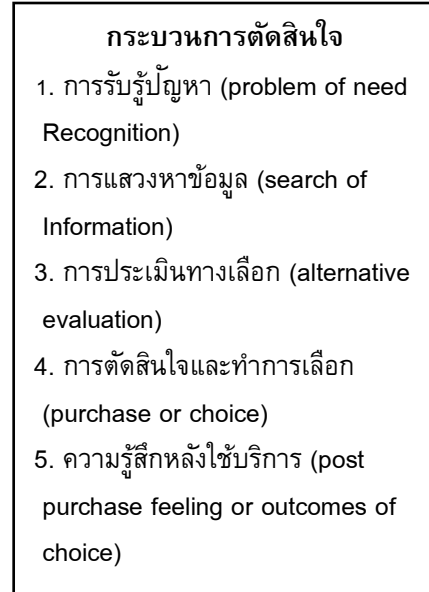 กระบวนการตัดสินใจ
1. การรับรู้ปัญหา (problem of need
Recognition)
2. การแสวงหาข้อมูล (search of
Information)
3. การประเมินทางเลือก (alternative
evaluation)
4. การตัดสินใจและทำการเลือก
(purchase or choice)
5. ความรู้สึกหลังใช้บริการ (post
purchase feeling or outcomes of
choice)